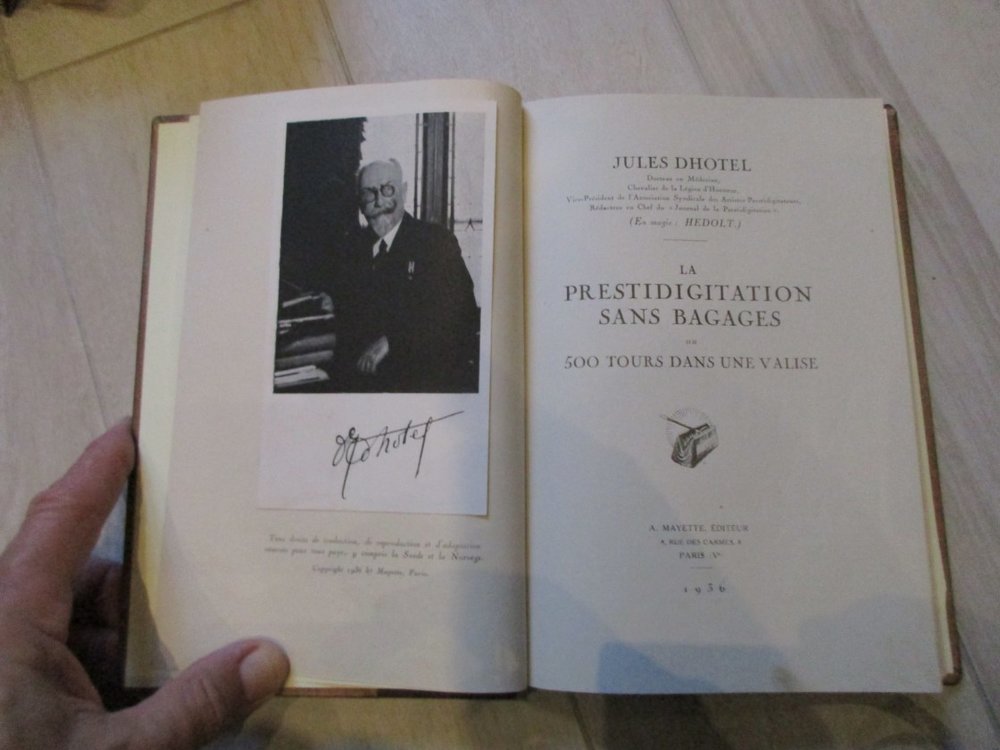 Dr Dhotel
Tous droits de traduction, de reproduction et d'adaptation
réservés pour tous pays, y compris la Suède et la Norvège.
Copyright 1936 by Mayette, Paris.
JULES DHOTEL
Docteur en Médecine,
Chevalier de la Légion d'Honneur,
Vice-Président de l'Association Syndicale des Artistes Prestidigitateurs,
Rédacteur en Chef du « Journal de la Prestidigitation ».
(En magie : HEDOLT.)
LA
PRESTIDIGITATION
SANS BAGAGES
OU
500 TOURS DANS UNE VALISE
A. MAYETTE, ÉDITEUR
8, RUE DES CARMES, 8
PARIS (Ve)
1936